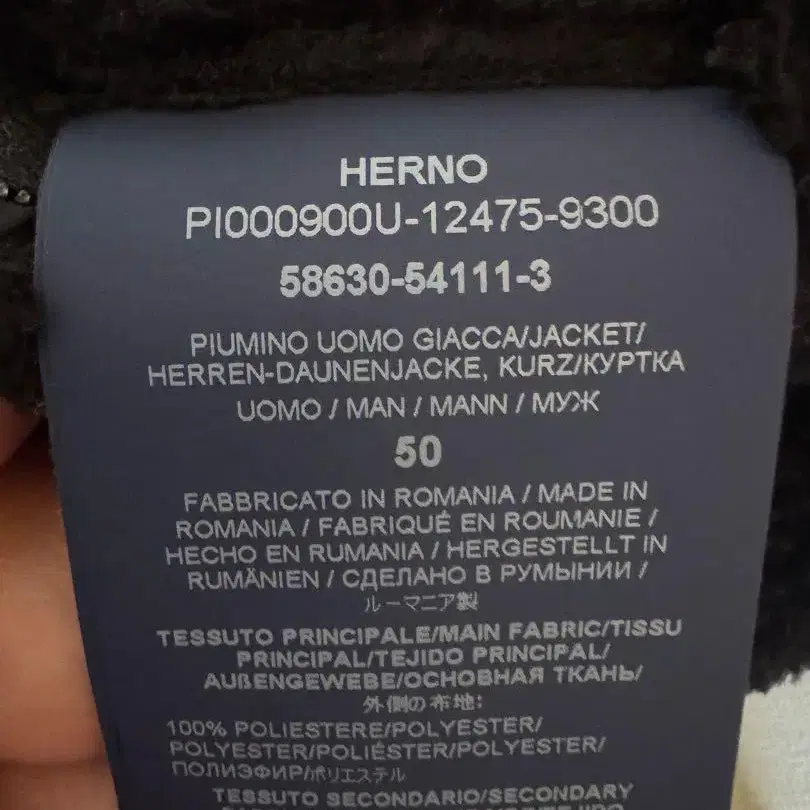 HERNO
PI000900U-12475-9300
58630-54111-3
PIUMINO UOMO GIACCA/JACKET/
HERREN-DAUNENJACKE, KURZ/КУРТКА
UOMO / MAN / MANN / МУЖ
50
FABBRICATO IN ROMANIA / MADE IN
ROMANIA / FABRIQUÉ EN ROUMANIE /
HECHO EN RUMANIA / HERGESTELLT IN
RUMÄNIEN / СДЕЛАНО В РУМЫНИИ /
ルーマニア製
TESSUTO PRINCIPALE/MAIN FABRIC/TISSU
PRINCIPAL/TEJIDO PRINCIPAL/
AUßENGEWEBE/ОСНОВНАЯ ТКАНЬ/
外側の布地:
100% POLIESTERE/POLYESTER/
POLYESTER/POLIÉSTER/POLYESTER/
ПОЛИЭФИР/ポリエステル
TESSUTO SECONDARIO/SECONDARY